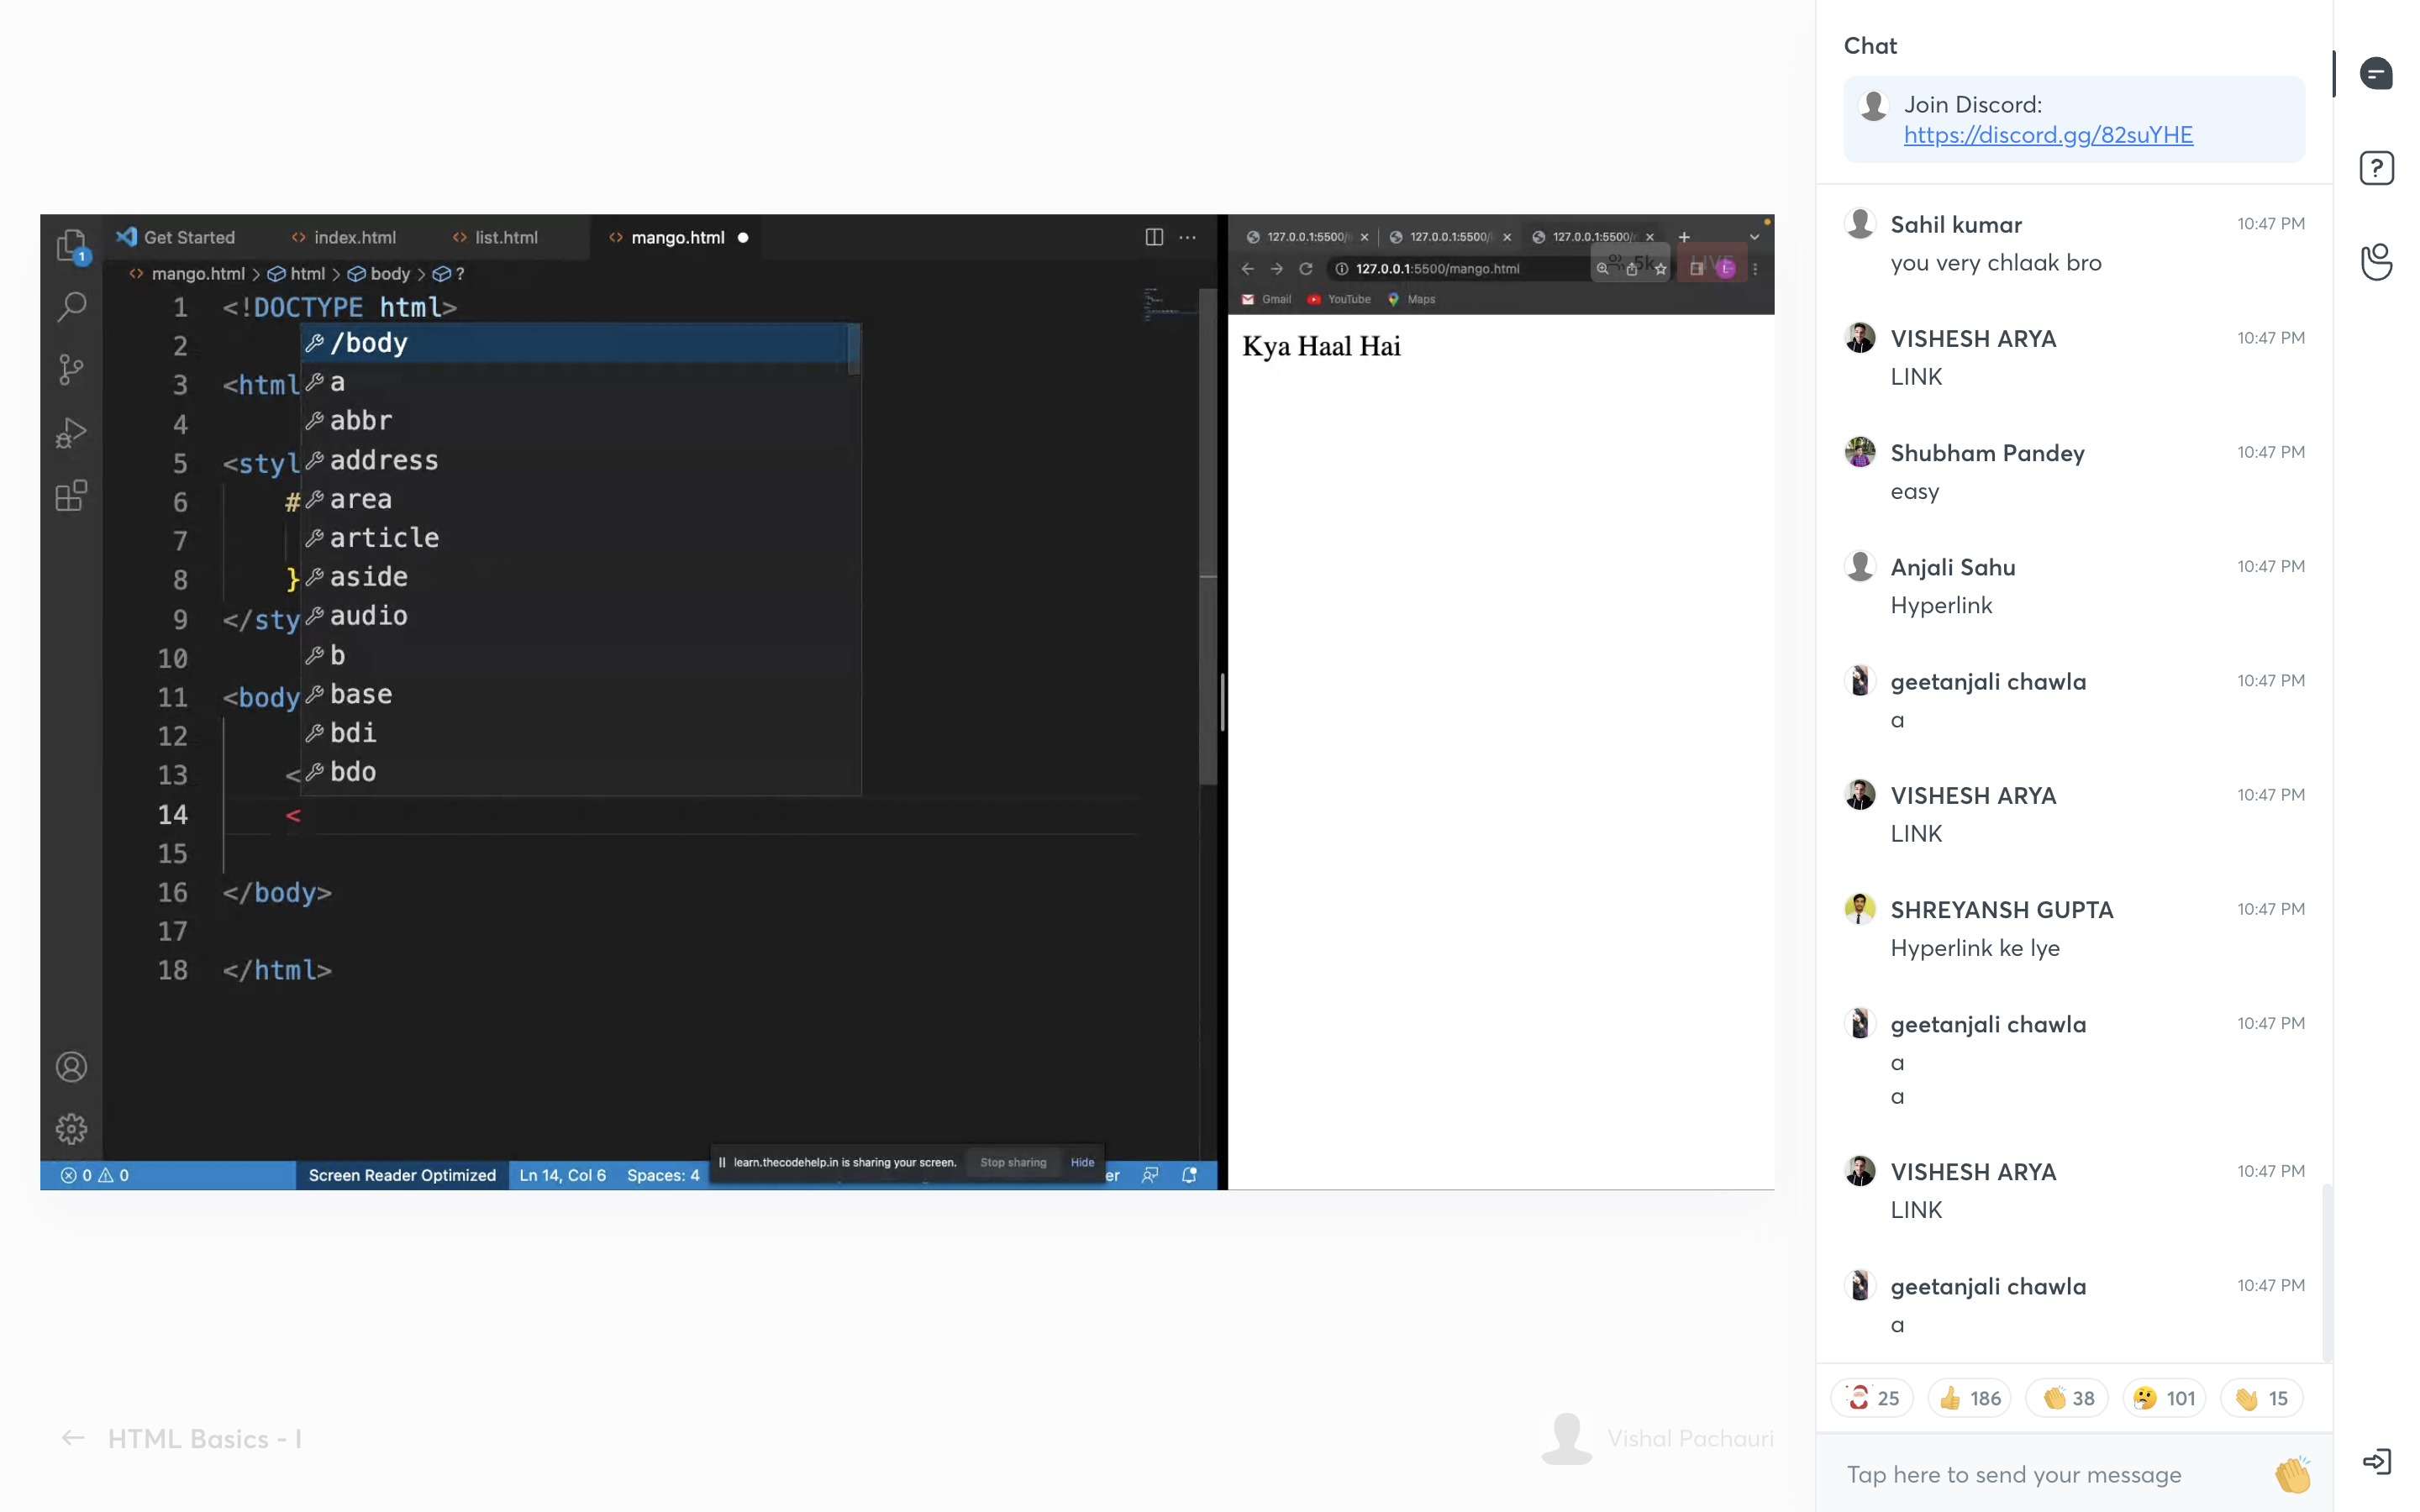 Get Started
index.html
list.html
mango.html
mango.html > html > body > ?
1 <!DOCTYPE html>
2
3 <html
4
5 <styl
6 #
7
8 }
9 </sty
10
11 <body
12
13 <
14 <
15
16 </body>
17
18 </html>
/body
a
abbr
address
area
article
aside
audio
b
base
bdi
bdo
1
0 0
Screen Reader Optimized
Ln 14, Col 6
Spaces: 4
learn.thecodehelp.in is sharing your screen.
Stop sharing
Hide
er
127.0.0.1:5500/
127.0.0.1:5500/
127.0.0.1:5500/
127.0.0.1:5500/mango.html
5k
LIVE
Gmail
YouTube
Maps
Kya Haal Hai
HTML Basics - I
Vishal Pachauri
Chat
Join Discord:
https://discord.gg/82suYHE
Sahil kumar 10:47 PM
you very chlaak bro
VISHESH ARYA 10:47 PM
LINK
Shubham Pandey 10:47 PM
easy
Anjali Sahu 10:47 PM
Hyperlink
geetanjali chawla 10:47 PM
a
VISHESH ARYA 10:47 PM
LINK
SHREYANSH GUPTA 10:47 PM
Hyperlink ke lye
geetanjali chawla 10:47 PM
a
a
VISHESH ARYA 10:47 PM
LINK
geetanjali chawla 10:47 PM
a
25
186
38
101
15
Tap here to send your message